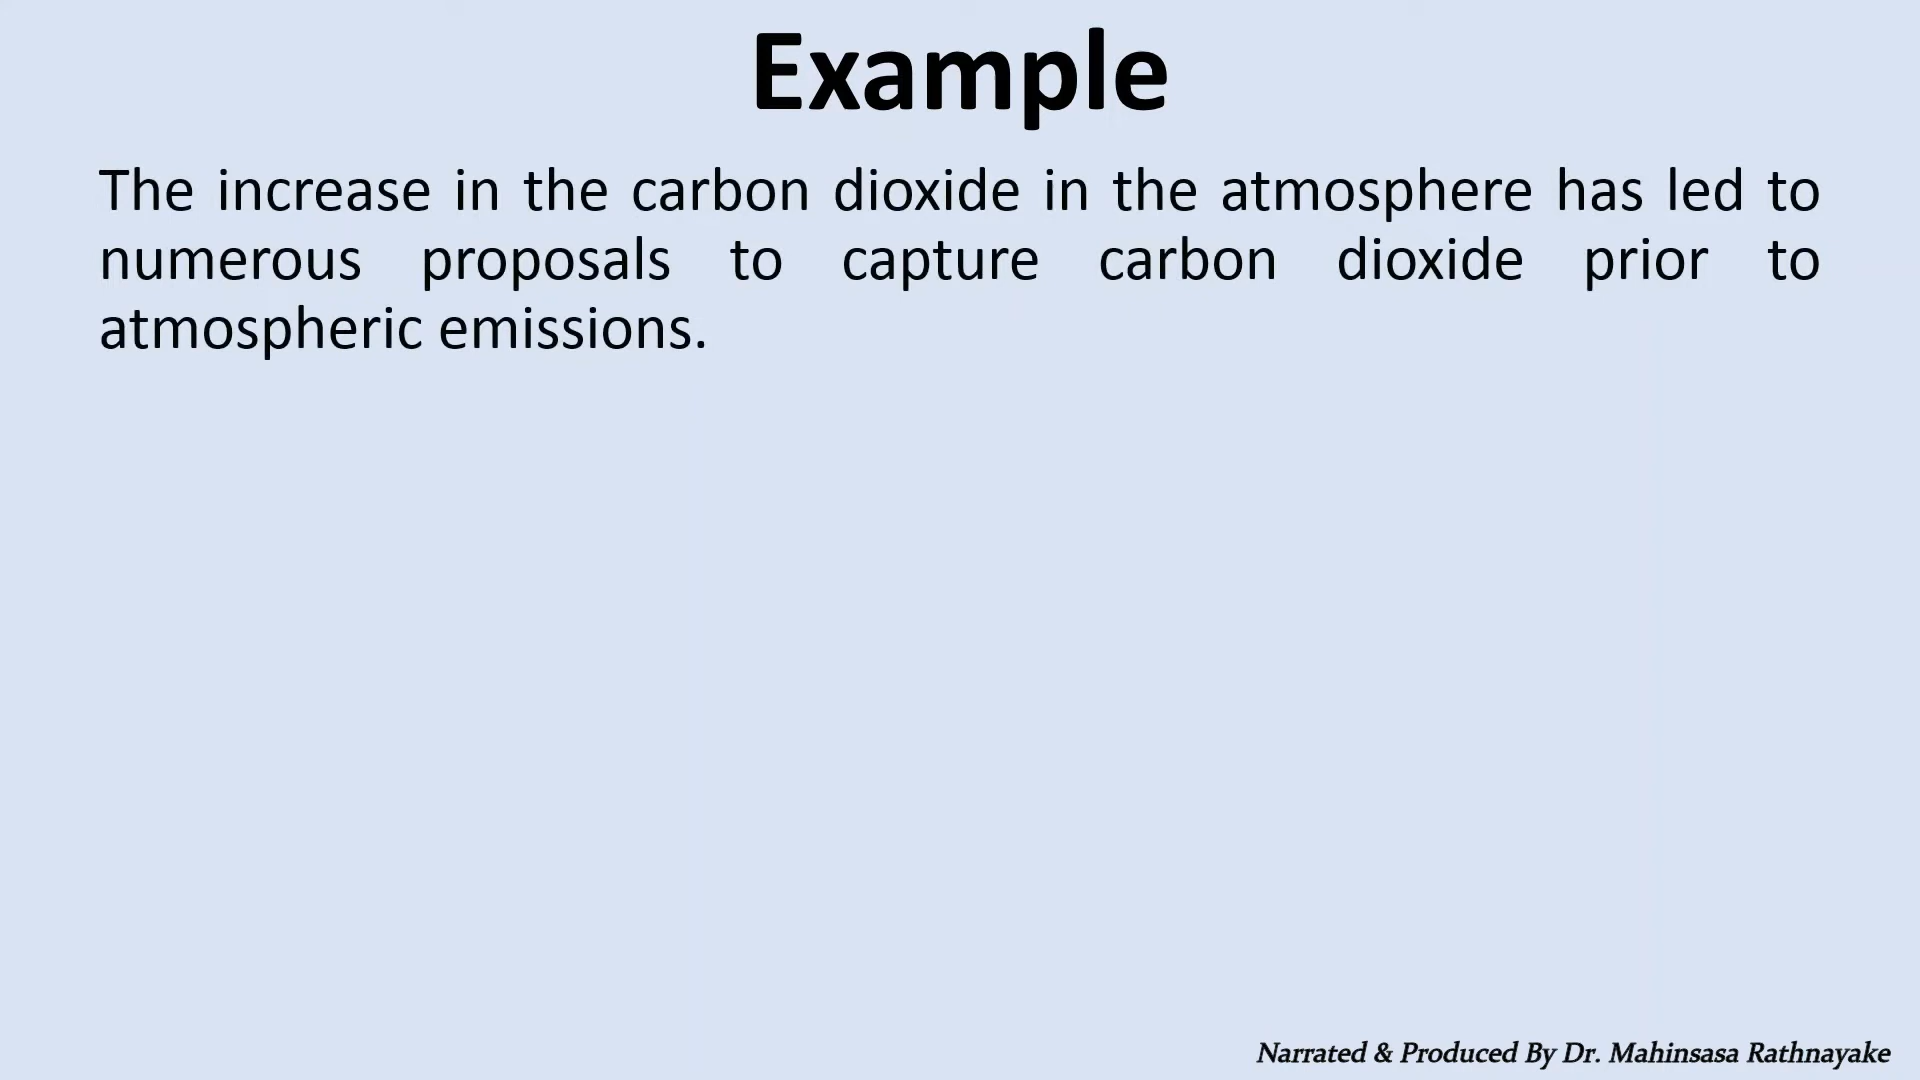 Example
The increase in the carbon dioxide in the atmosphere has led to
numerous proposals to capture carbon dioxide prior to
atmospheric emissions.
Narrated & Produced By Dr. Mahinsasa Rathnayake